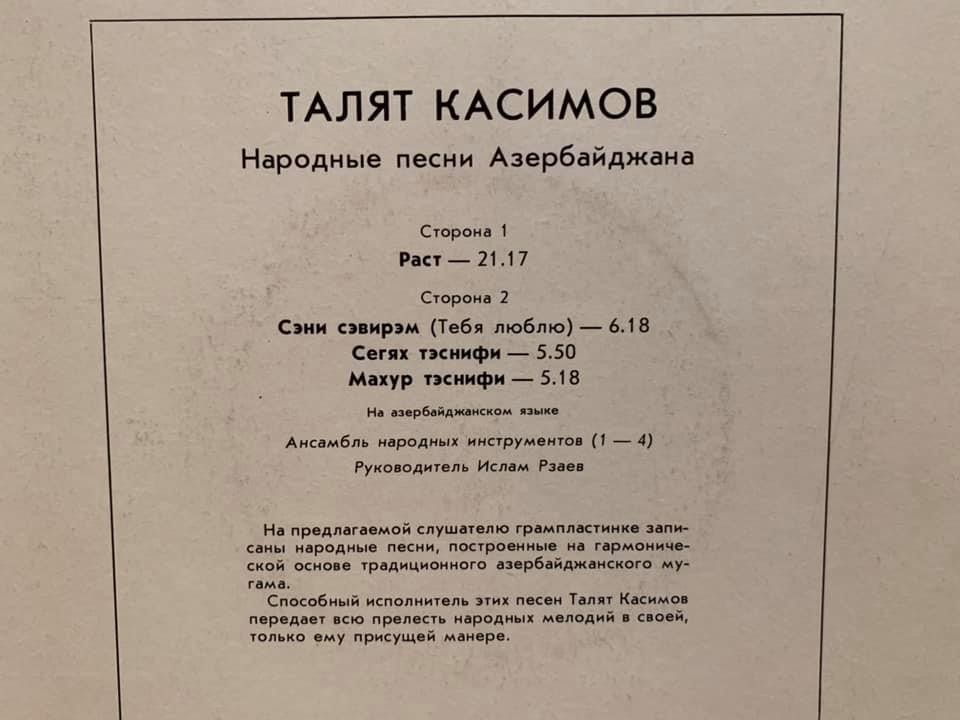 ТАЛЯТ КАСИМОВ
Народные песни Азербайджана
Сторона 1
Раст — 21.17
Сторона 2
Сэни сэвирэм (Тебя люблю) — 6.18
Сегях тэснифи — 5.50
Махур тэснифи — 5.18
На азербайджанском языке
Ансамбль народных инструментов (1 — 4)
Руководитель Ислам Рзаев
На предлагаемой слушателю грампластинке запи-
саны народные песни, построенные на гармониче-
ской основе традиционного азербайджанского му-
гама.
Способный исполнитель этих песен Талят Касимов
передает всю прелесть народных мелодий в своей,
только ему присущей манере.